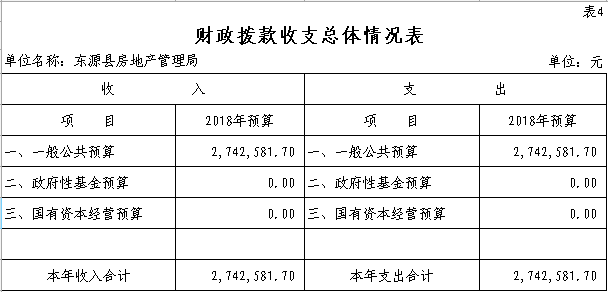 表4
财政拨款收支总体情况表
单位名称：东源县房地产管理局 单位：元
收 入 支 出
项 目 2018年预算 项 目 2018年预算
一、一般公共预算 2,742,581.70 一、一般公共预算 2,742,581.70
二、政府性基金预算 0.00 二、政府性基金预算 0.00
三、国有资本经营预算 0.00 三、国有资本经营预算 0.00
本年收入合计 2,742,581.70 本年支出合计 2,742,581.70